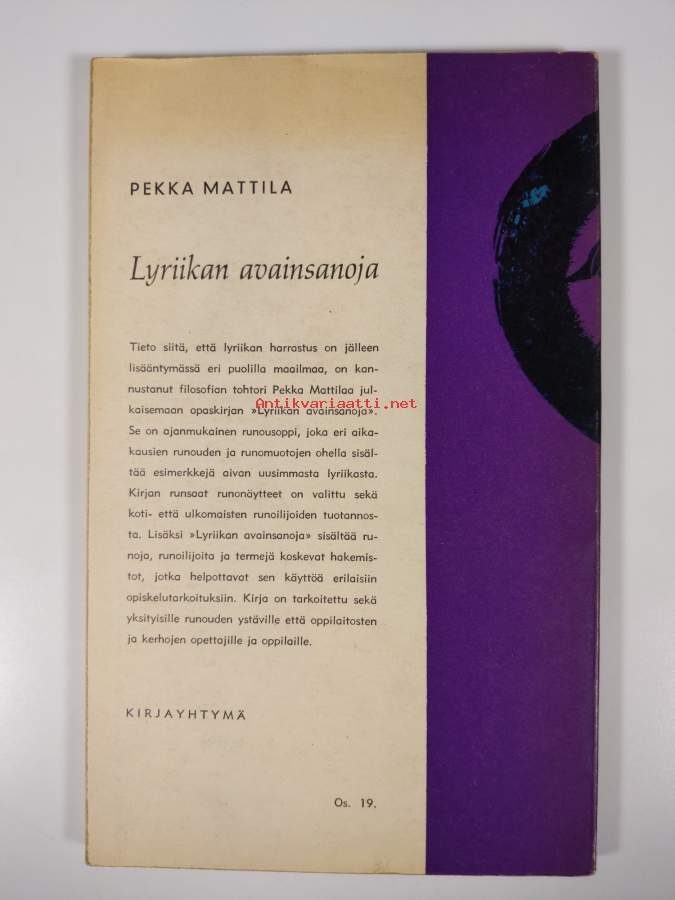 PEKKA MATTILA
Lyriikan avainsanoja
Tieto siitä, että lyriikan harrastus on jälleen
lisääntymässä eri puolilla maailmaa, on kan-
nustanut filosofian tohtori Pekka Mattilaa jul-
kaisemaan opaskirjan »Lyriikan avainsanoja».
Antikvariaatti.net
Se on ajanmukainen runousoppi, joka eri aika-
kausien runouden ja runomuotojen ohella sisäl-
tää esimerkkejä aivan uusimmasta lyriikasta.
Kirjan runsaat runonäytteet on valittu sekä
koti- että ulkomaisten runoilijoiden tuotannos-
ta. Lisäksi »Lyriikan avainsanoja» sisältää ru-
noja, runoilijoita ja termejä koskevat hakemis-
tot, jotka helpottavat sen käyttöä erilaisiin
opiskelutarkoituksiin. Kirja on tarkoitettu sekä
yksityisille runouden ystäville että oppilaitosten
ja kerhojen opettajille ja oppilaille.
KIRJAYHTYMÄ
Os. 19.